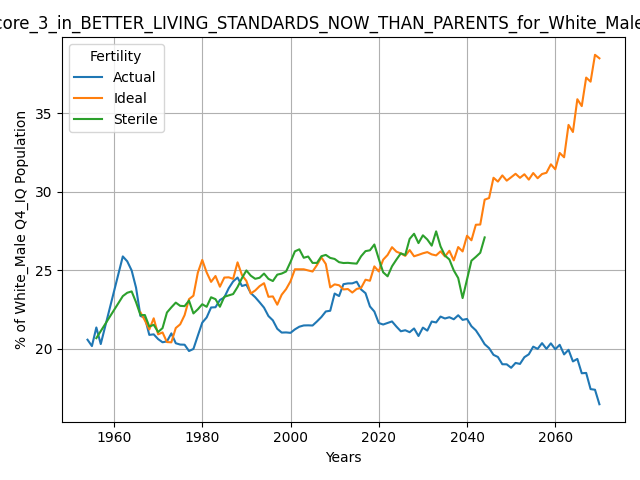 core_3_in_BETTER_LIVING_STANDARDS_NOW_THAN_PARENTS_for_White_Male
Fertility
Actual
Ideal
Sterile
% of White_Male Q4_IQ Population
35
30
25
20
1960 1980 2000 2020 2040 2060
Years